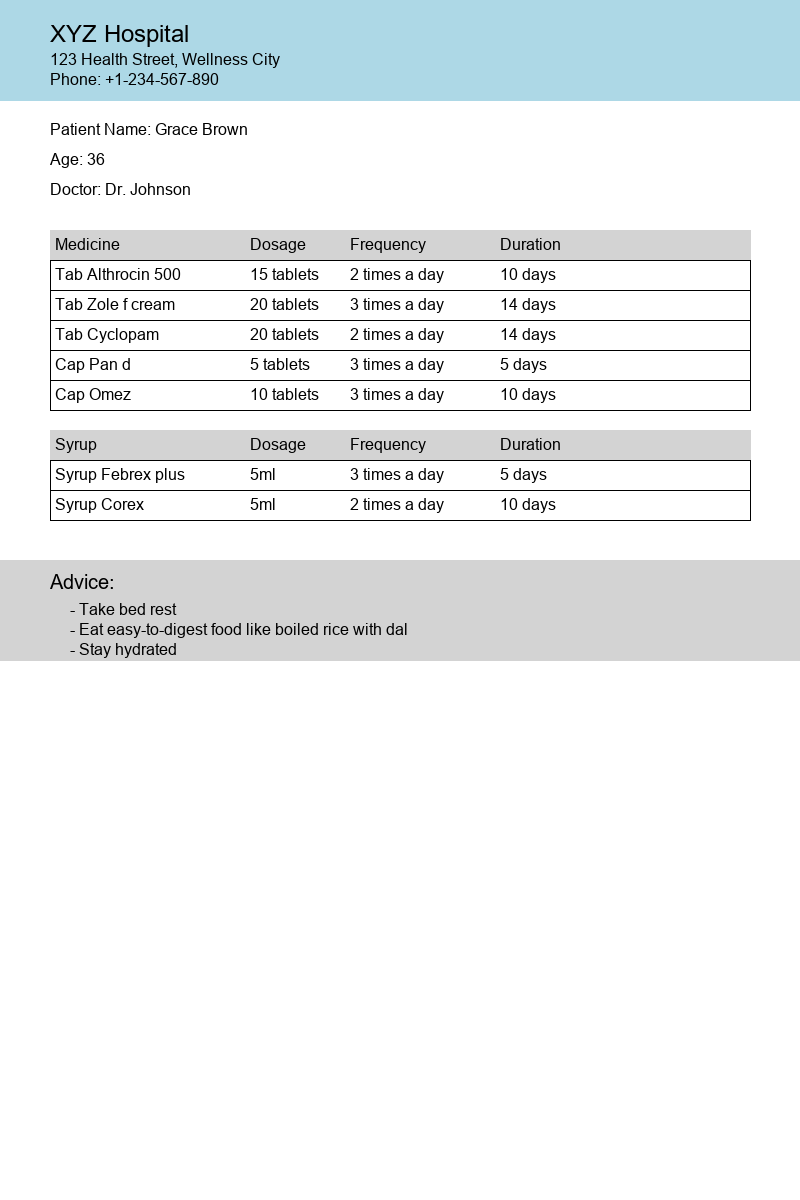 XYZ Hospital
123 Health Street, Wellness City
Phone: +1-234-567-890
Patient Name: Grace Brown
Age: 36
Doctor: Dr. Johnson
Medicine Dosage Frequency Duration
Tab Althrocin 500 15 tablets 2 times a day 10 days
Tab Zole f cream 20 tablets 3 times a day 14 days
Tab Cyclopam 20 tablets 2 times a day 14 days
Cap Pan d 5 tablets 3 times a day 5 days
Cap Omez 10 tablets 3 times a day 10 days
Syrup Dosage Frequency Duration
Syrup Febrex plus 5ml 3 times a day 5 days
Syrup Corex 5ml 2 times a day 10 days
Advice:
- Take bed rest
- Eat easy-to-digest food like boiled rice with dal
- Stay hydrated